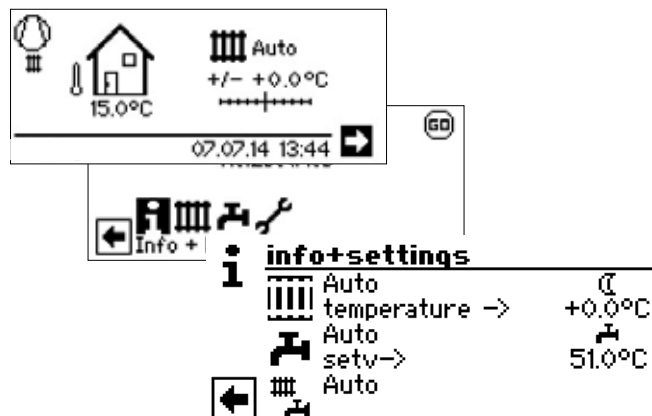 Auto
+/- +0.0°C
15.0°C
07.07.14 13:44
GO
Info +
info+settings
Auto
temperature -> +0.0°C
Auto
setv-> 51.0°C
Auto